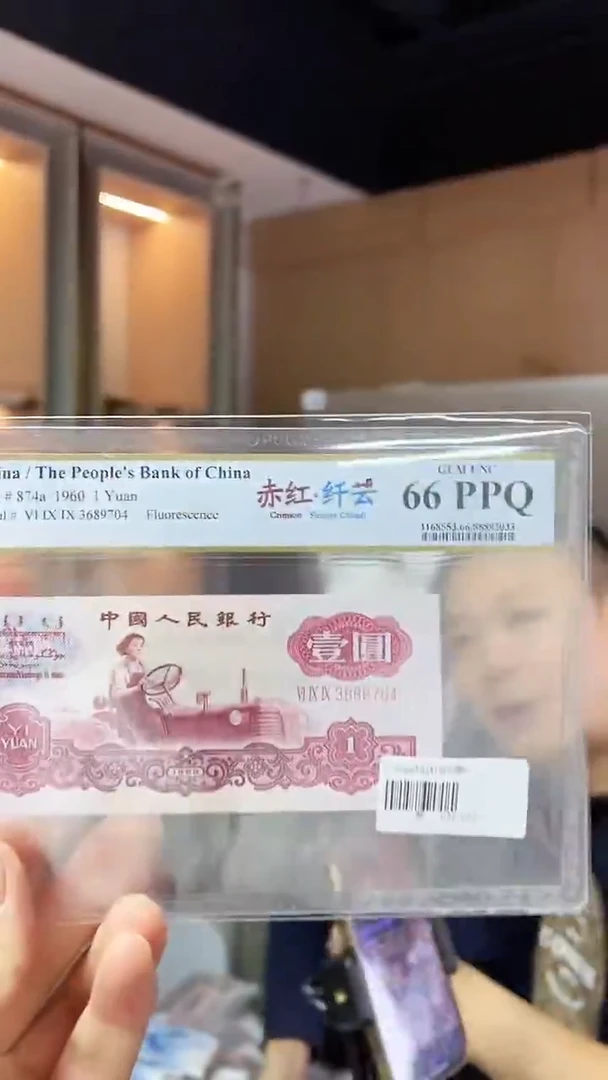 ina / The People's Bank of China
# 874a 1960 1 Yuan
l# VI IX IX 3689704 Fluorescence
赤红·纤云
Crimson
GEM UNC
66 PPQ
中國人民銀行
壹圓
VI IX IX 3689704
YI
YUAN
1
1960